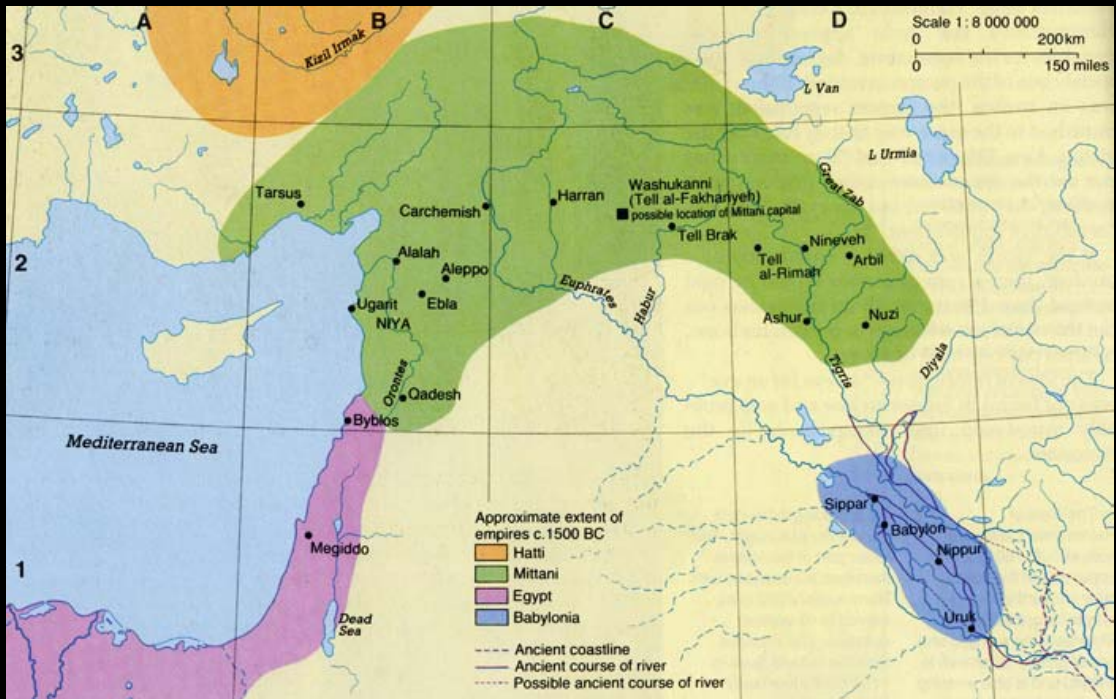 A
B
C
D
3
2
1
Scale 1 : 8 000 000
0 200 km
0 150 miles
Kizil Irmak
L Van
L Urmia
Great Zab
Tarsus
Carchemish
Harran
Washukanni
(Tell al-Fakhariyeh)
possible location of Mittani capital
Tell Brak
Nineveh
Tell
al-Rimah
Arbil
Alalah
Aleppo
Ebla
Ugarit
NIYA
Euphrates
Habur
Ashur
Nuzi
Tigris
Diyala
Orontes
Qadesh
Byblos
Mediterranean Sea
Sippar
Babylon
Nippur
Uruk
Megiddo
Dead
Sea
Approximate extent of
empires c.1500 BC
Hatti
Mittani
Egypt
Babylonia
Ancient coastline
Ancient course of river
Possible ancient course of river